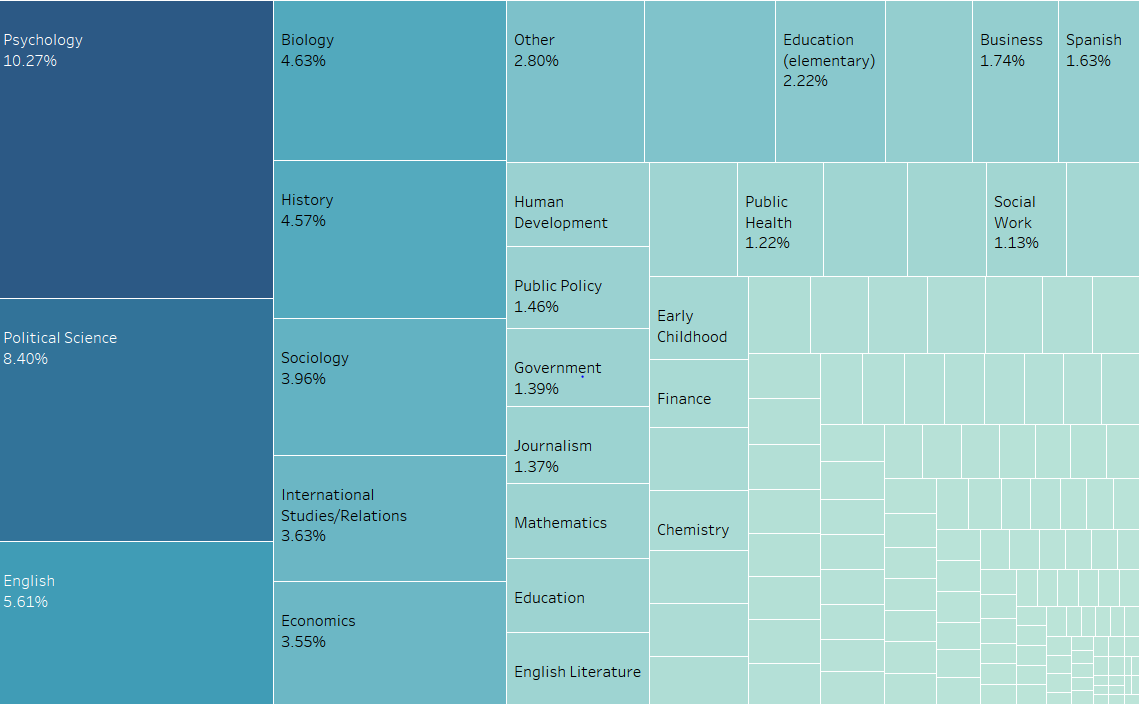 Psychology
10.27%
Political Science
8.40%
English
5.61%
Biology
4.63%
History
4.57%
Sociology
3.96%
International
Studies/Relations
3.63%
Economics
3.55%
Other
2.80%
Education
(elementary)
2.22%
Business
1.74%
Spanish
1.63%
Human
Development
Public Policy
1.46%
Government
1.39%
Journalism
1.37%
Mathematics
Education
English Literature
Public
Health
1.22%
Social
Work
1.13%
Early
Childhood
Finance
Chemistry